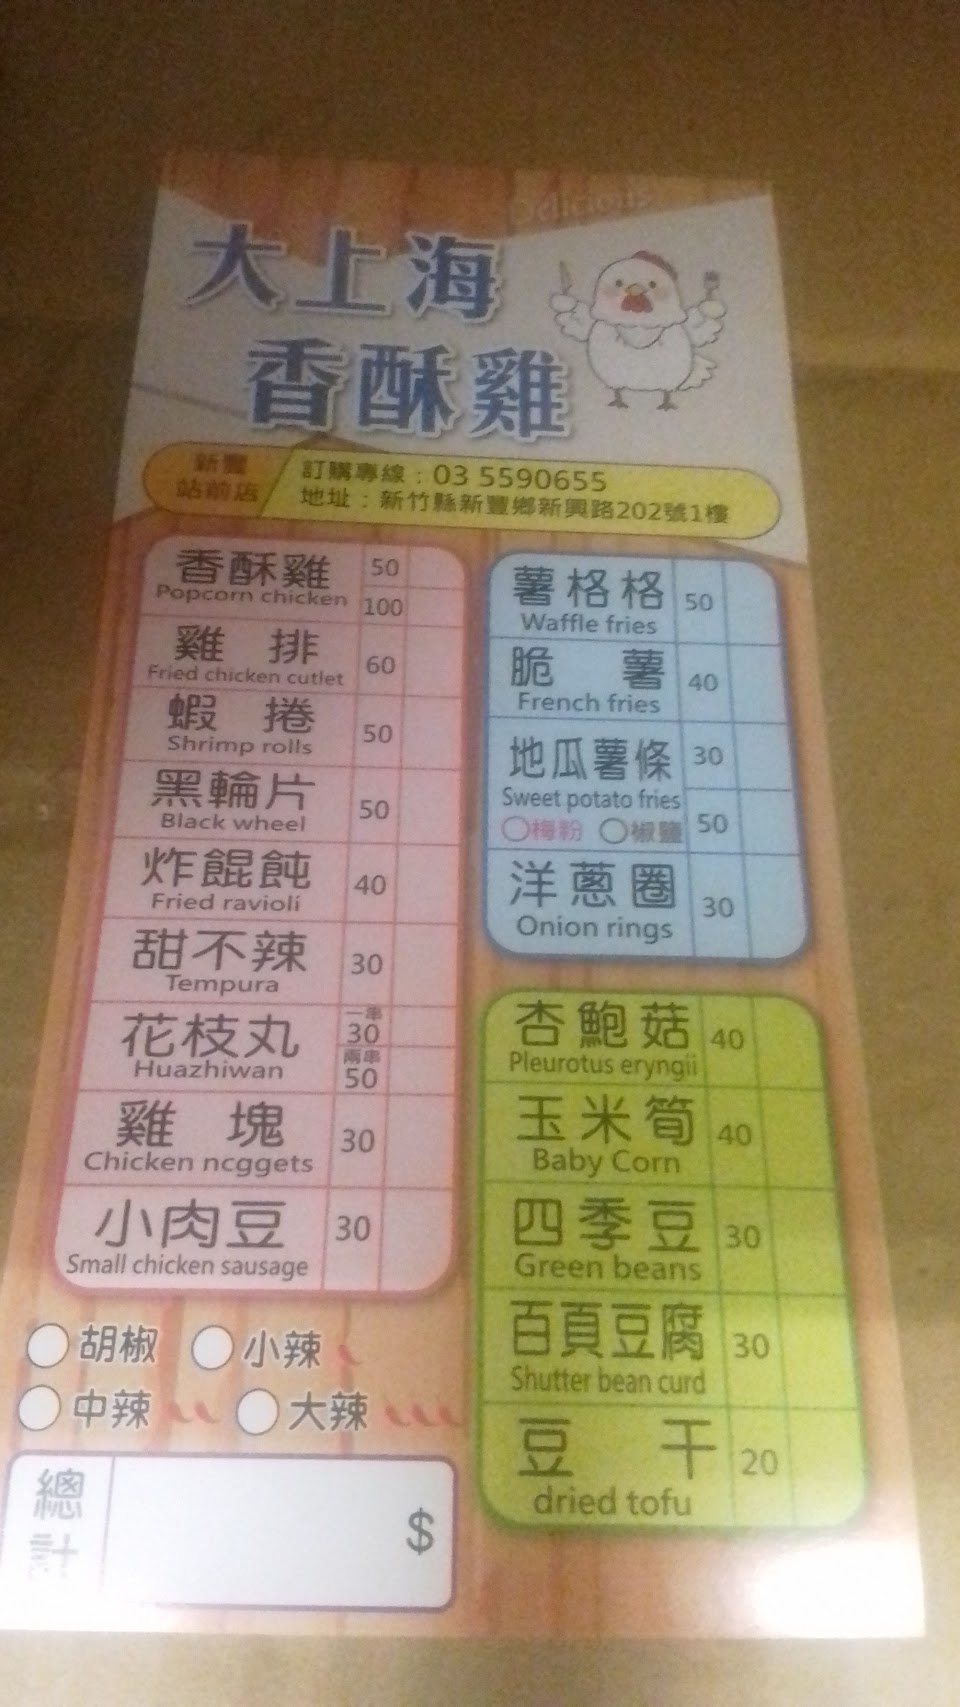 大上海
香酥雞
新豐
站前店
訂購專線：03 5590655
地址：新竹縣新豐鄉新興路202號1樓
香酥雞 50
Popcorn chicken 100
雞排 60
Fried chicken cutlet
蝦捲 50
Shrimp rolls
黑輪片 50
Black wheel
炸餛飩 40
Fried ravioli
甜不辣 30
Tempura
花枝丸 一串 30
Huazhiwan 兩串 50
雞塊 30
Chicken ncggets
小肉豆 30
Small chicken sausage
薯格格 50
Waffle fries
脆薯 40
French fries
地瓜薯條 30
Sweet potato fries
梅粉 椒鹽 50
洋蔥圈 30
Onion rings
杏鮑菇 40
Pleurotus eryngii
玉米筍 40
Baby Corn
四季豆 30
Green beans
百頁豆腐 30
Shutter bean curd
豆干 20
dried tofu
胡椒 小辣
中辣 大辣
總計 $